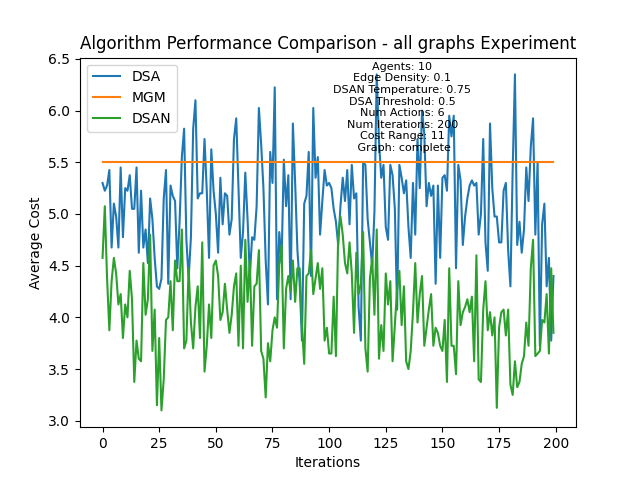 Algorithm Performance Comparison - all graphs Experiment
DSA
MGM
DSAN
Agents: 10
Edge Density: 0.1
DSAN Temperature: 0.75
DSA Threshold: 0.5
Num Actions: 6
Num Iterations: 200
Cost Range: 11
Graph: complete
Average Cost
6.5
6.0
5.5
5.0
4.5
4.0
3.5
3.0
0 25 50 75 100 125 150 175 200
Iterations